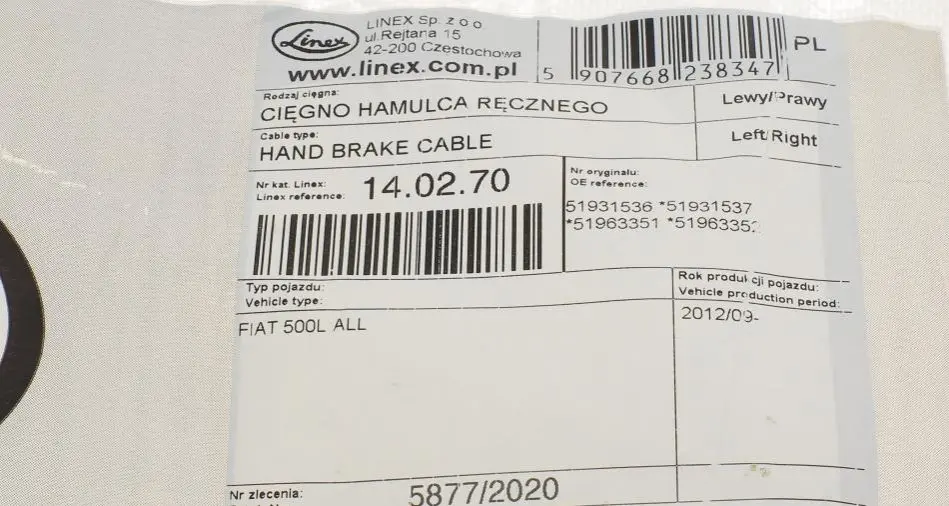 Linex
LINEX Sp. z o o
ul.Rejtana 15
42-200 Czestochowa
www.linex.com.pl
5 907668 238347
PL
Rodzaj cięgna:
CIĘGNO HAMULCA RĘCZNEGO
Lewy/Prawy
Cable type:
HAND BRAKE CABLE
Left/Right
Nr kat. Linex:
Linex reference:
14.02.70
Nr oryginału:
OE reference:
51931536 *51931537
*51963351 *51963352
Typ pojazdu:
Vehicle type:
Rok produkcji pojazdu:
Vehicle production period:
FIAT 500L ALL
2012/09-
Nr zlecenia:
5877/2020